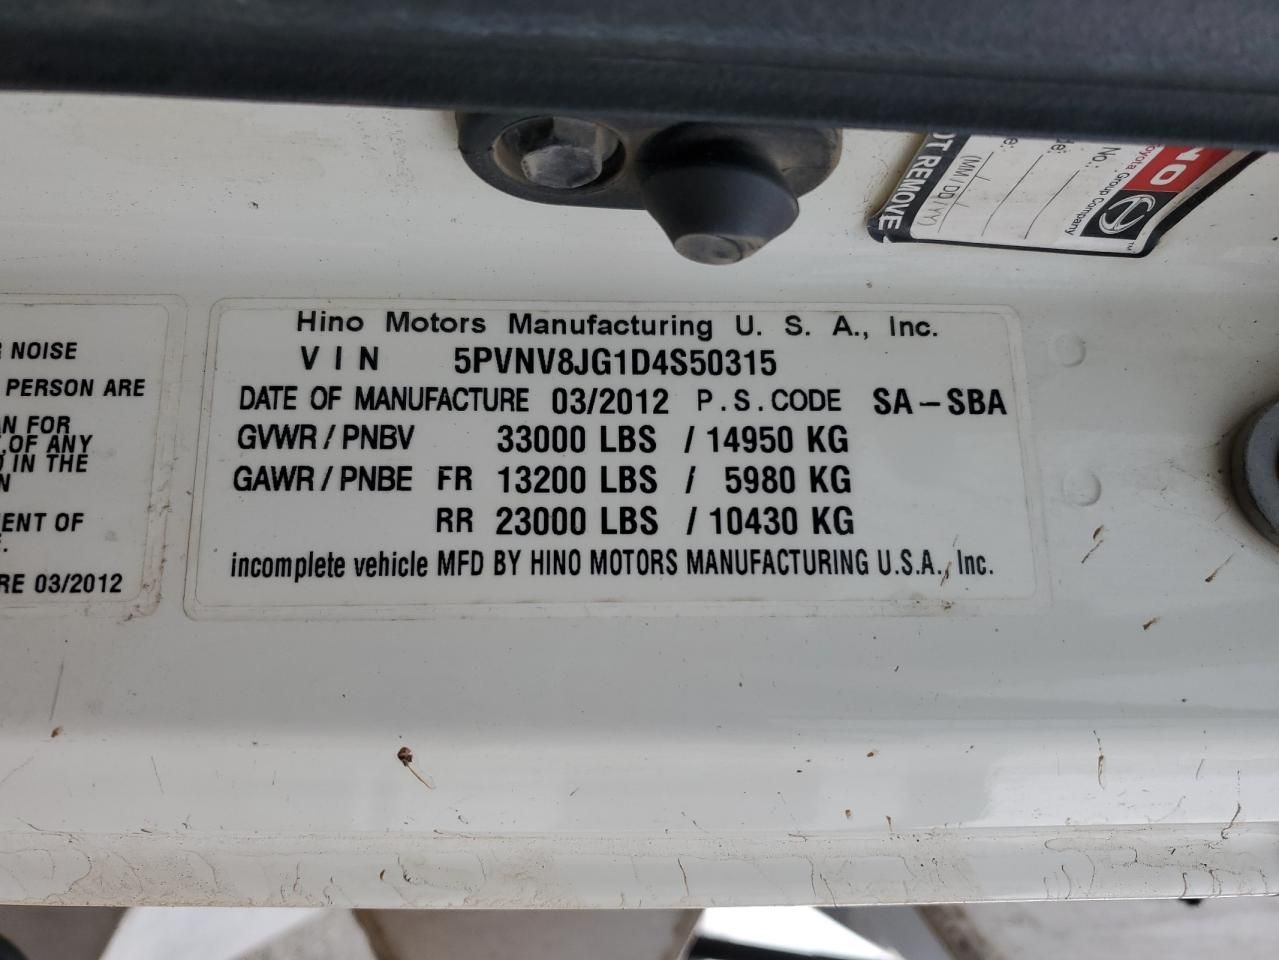 Hino Motors Manufacturing U. S. A., Inc.
VIN 5PVNV8JG1D4S50315
DATE OF MANUFACTURE 03/2012 P.S.CODE SA-SBA
GVWR/PNBV 33000 LBS / 14950 KG
GAWR/PNBE FR 13200 LBS / 5980 KG
RR 23000 LBS / 10430 KG
incomplete vehicle MFD BY HINO MOTORS MANUFACTURING U.S.A., Inc.
NOISE
PERSON ARE
FOR
OF ANY
IN THE
OF
03/2012
REMOVE
(MM/DD/YY)
No.:
Group Company
TM